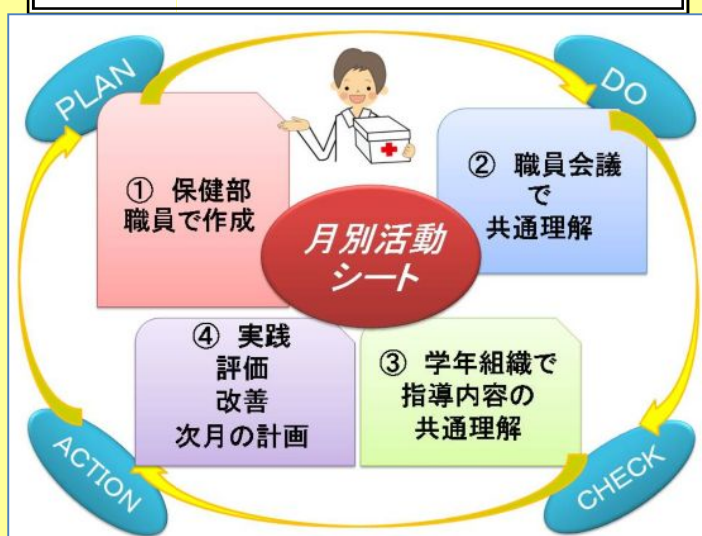 PLAN
DO
① 保健部
職員で作成
② 職員会議
で
共通理解
月別活動
シート
④ 実践
評価
改善
次月の計画
③ 学年組織で
指導内容の
共通理解
ACTION
CHECK